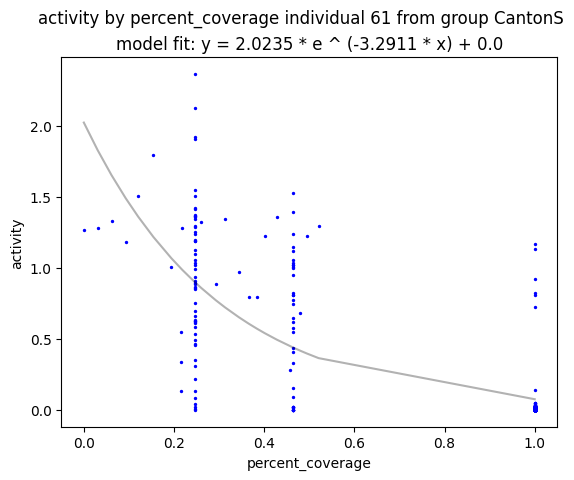 activity by percent_coverage individual 61 from group CantonS
model fit: y = 2.0235 * e ^ (-3.2911 * x) + 0.0
2.0
1.5
1.0
0.5
0.0
activity
0.0 0.2 0.4 0.6 0.8 1.0
percent_coverage